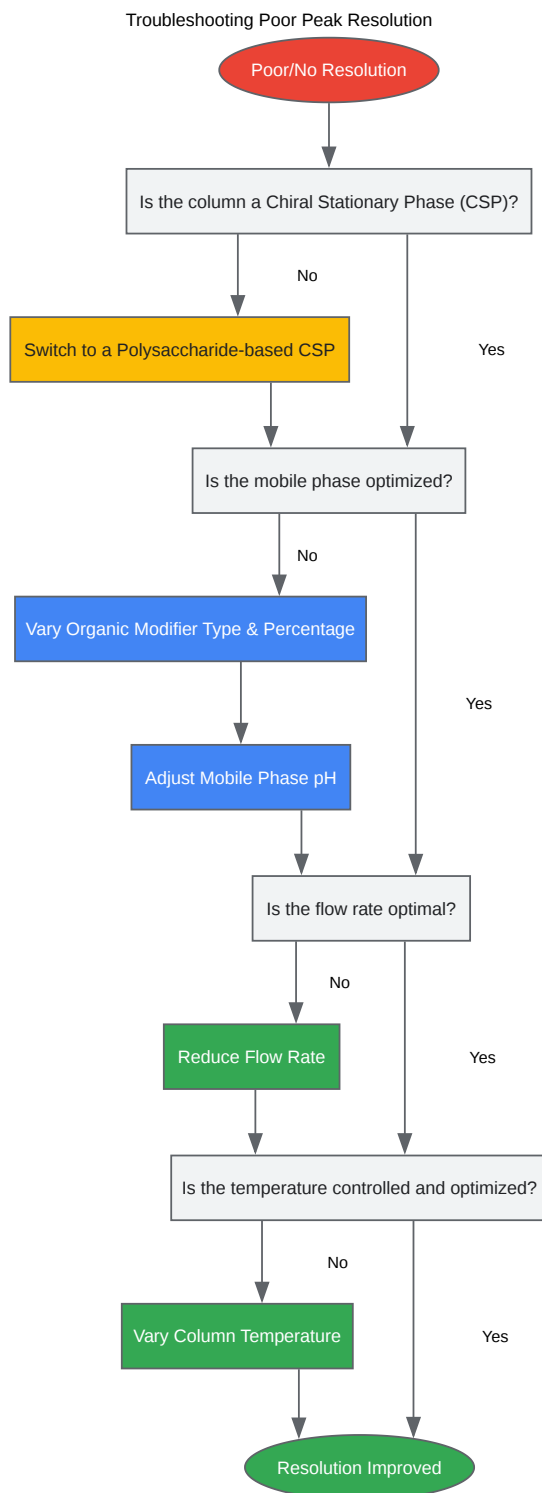 Troubleshooting Poor Peak Resolution
Poor/No Resolution
Is the column a Chiral Stationary Phase (CSP)?
No
Switch to a Polysaccharide-based CSP
Yes
Is the mobile phase optimized?
No
Vary Organic Modifier Type & Percentage
Yes
Adjust Mobile Phase pH
Is the flow rate optimal?
No
Reduce Flow Rate
Yes
Is the temperature controlled and optimized?
No
Vary Column Temperature
Yes
Resolution Improved